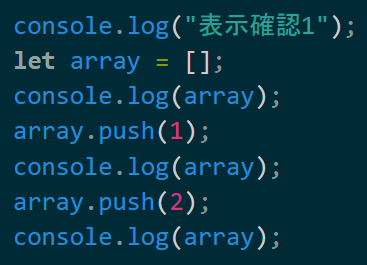 console.log("表示確認1");
let array = [];
console.log(array);
array.push(1);
console.log(array);
array.push(2);
console.log(array);